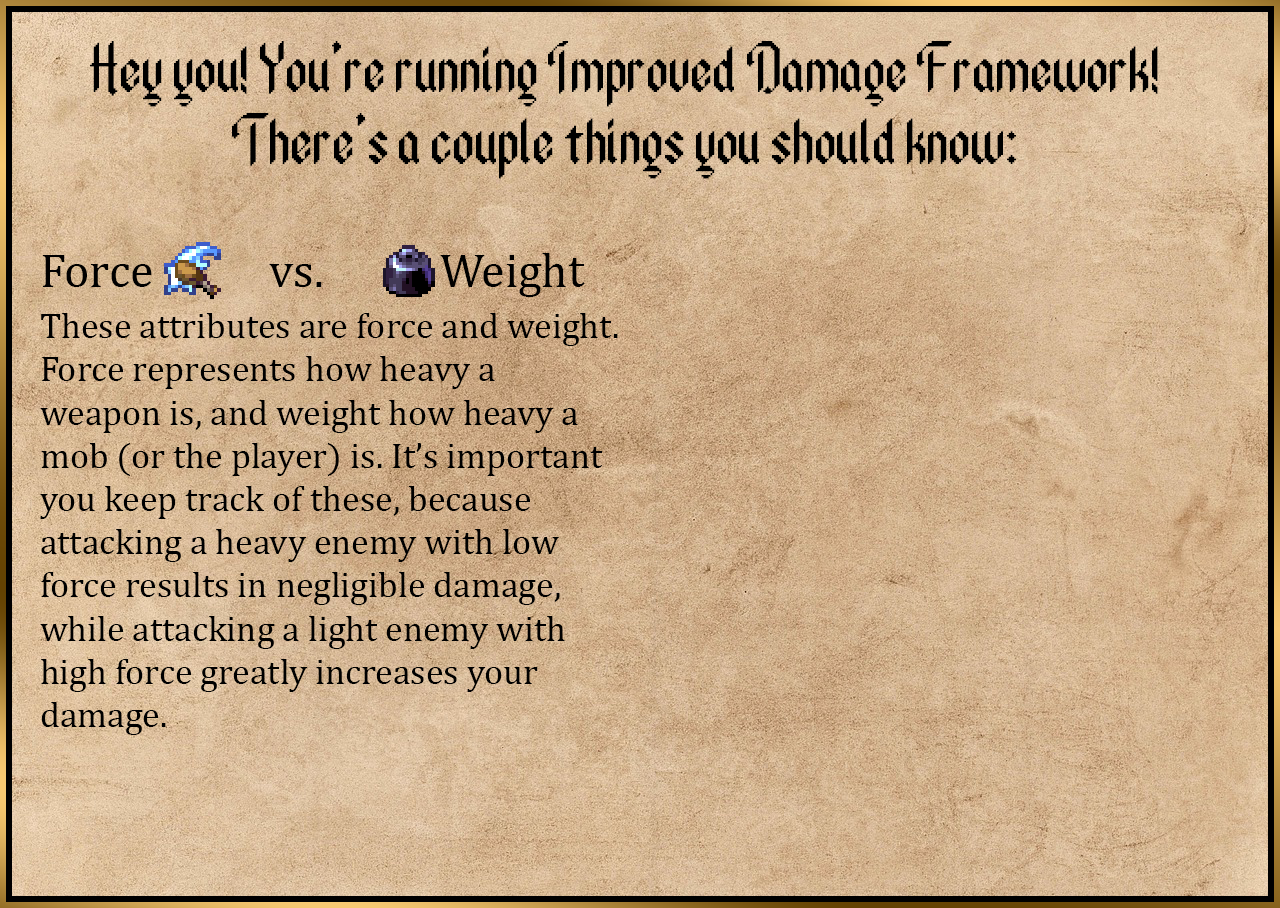 Hey you! You're running Improved Damage Framework!
There's a couple things you should know:
Force vs. Weight
These attributes are force and weight.
Force represents how heavy a
weapon is, and weight how heavy a
mob (or the player) is. It’s important
you keep track of these, because
attacking a heavy enemy with low
force results in negligible damage,
while attacking a light enemy with
high force greatly increases your
damage.